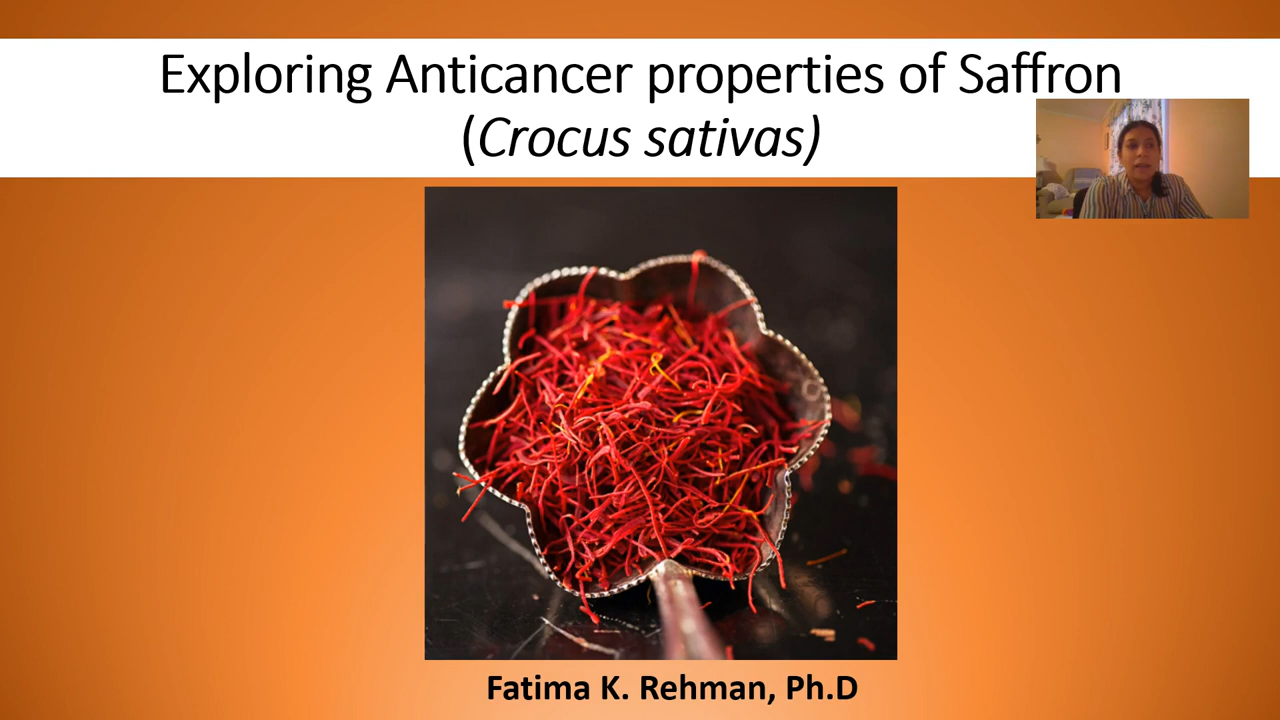 Exploring Anticancer properties of Saffron
(Crocus sativas)
Fatima K. Rehman, Ph.D